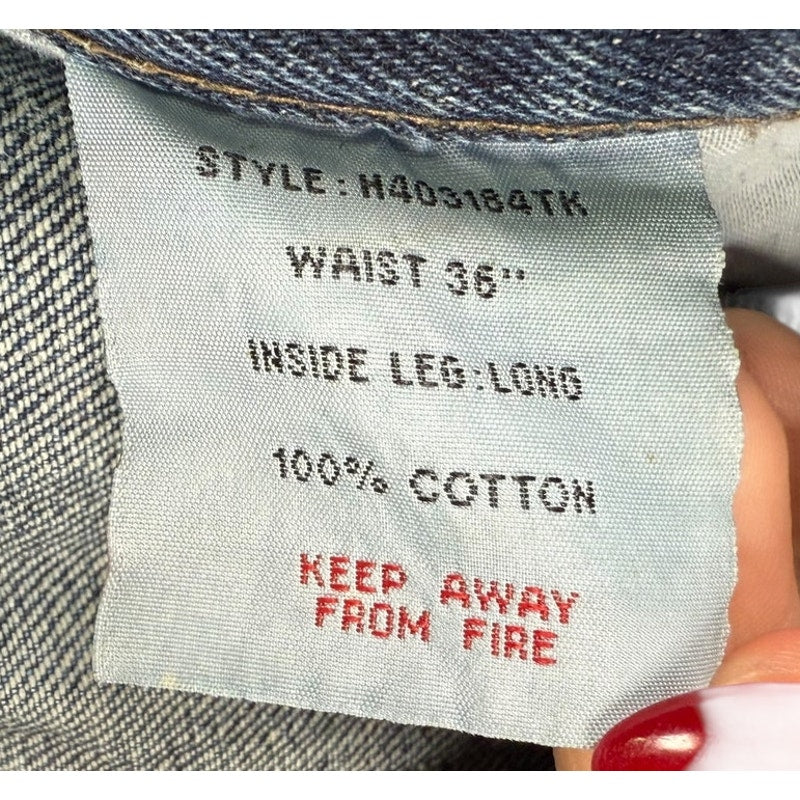 STYLE: H403184TK
WAIST 36"
INSIDE LEG:LONG
100% COTTON
KEEP AWAY
FROM FIRE